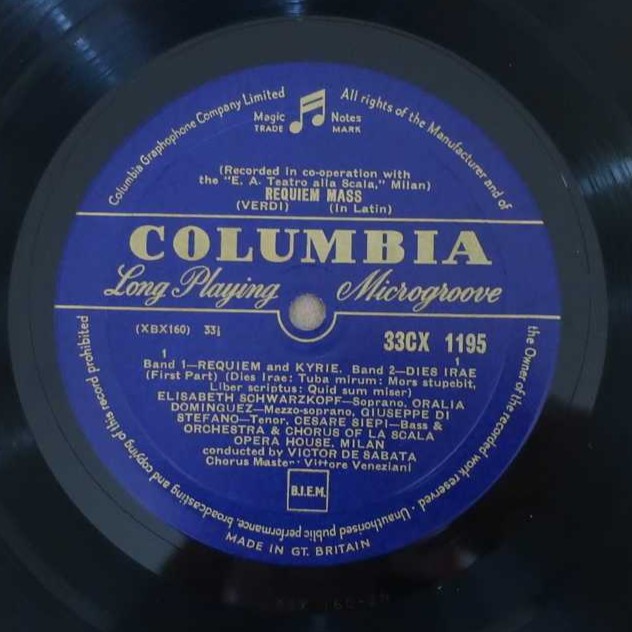 Columbia Graphophone Company Limited
All rights of the Manufacturer and of
the Owner of the recorded work reserved · Unauthorised public performance, broadcasting and copying of this record prohibited
Magic Notes
TRADE MARK
(Recorded in co-operation with
the "E. A. Teatro alla Scala," Milan)
REQUIEM MASS
(VERDI) (In Latin)
COLUMBIA
Long Playing Microgroove
(XBX160) 33⅓
33CX 1195
1 1
Band 1—REQUIEM and KYRIE. Band 2—DIES IRAE
(First Part) (Dies Irae: Tuba mirum: Mors stupebit,
Liber scriptus: Quid sum miser)
ELISABETH SCHWARZKOPF—Soprano, ORALIA
DOMINGUEZ—Mezzo-soprano, GIUSEPPE DI
STEFANO—Tenor, CESARE SIEPI—Bass &
ORCHESTRA & CHORUS OF LA SCALA
OPERA HOUSE, MILAN
conducted by VICTOR DE SABATA
Chorus Master: Vittore Veneziani
B.I.E.M.
MADE IN GT. BRITAIN